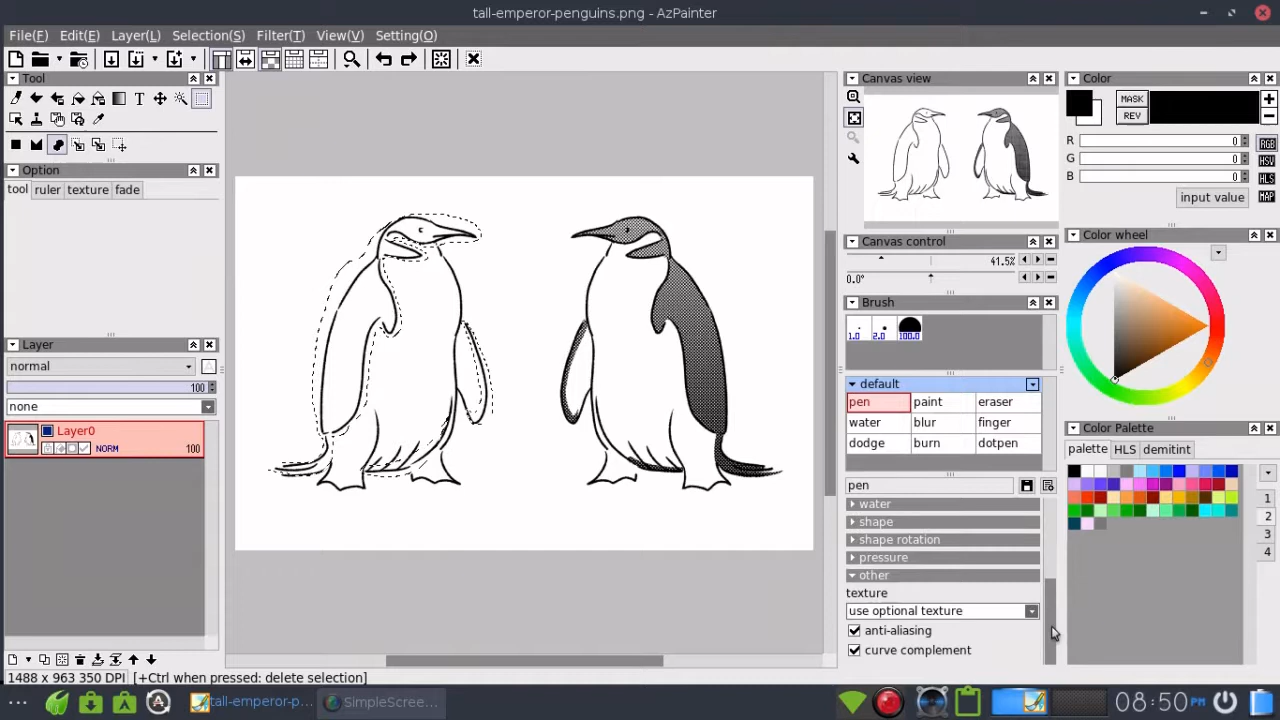 tall-emperor-penguins.png - AzPainter
File(F) Edit(E) Layer(L) Selection(S) Filter(T) View(V) Setting(O)
Tool
T
Option
tool ruler texture fade
Layer
normal
100
none
Layer0
NORM 100
1488 x 963 350 DPI [+Ctrl when pressed: delete selection]
Canvas view
Canvas control
41.5%
0.0°
Brush
1.0 2.0 100.0
default
pen paint eraser
water blur finger
dodge burn dotpen
pen
water
shape
shape rotation
pressure
other
texture
use optional texture
anti-aliasing
curve complement
Color
MASK
REV
R 0 RGB
G 0 HSV
B 0 HLS
input value MAP
Color wheel
Color Palette
palette HLS demitint
1
2
3
4
tall-emperor-p... SimpleScree... 08:50 PM